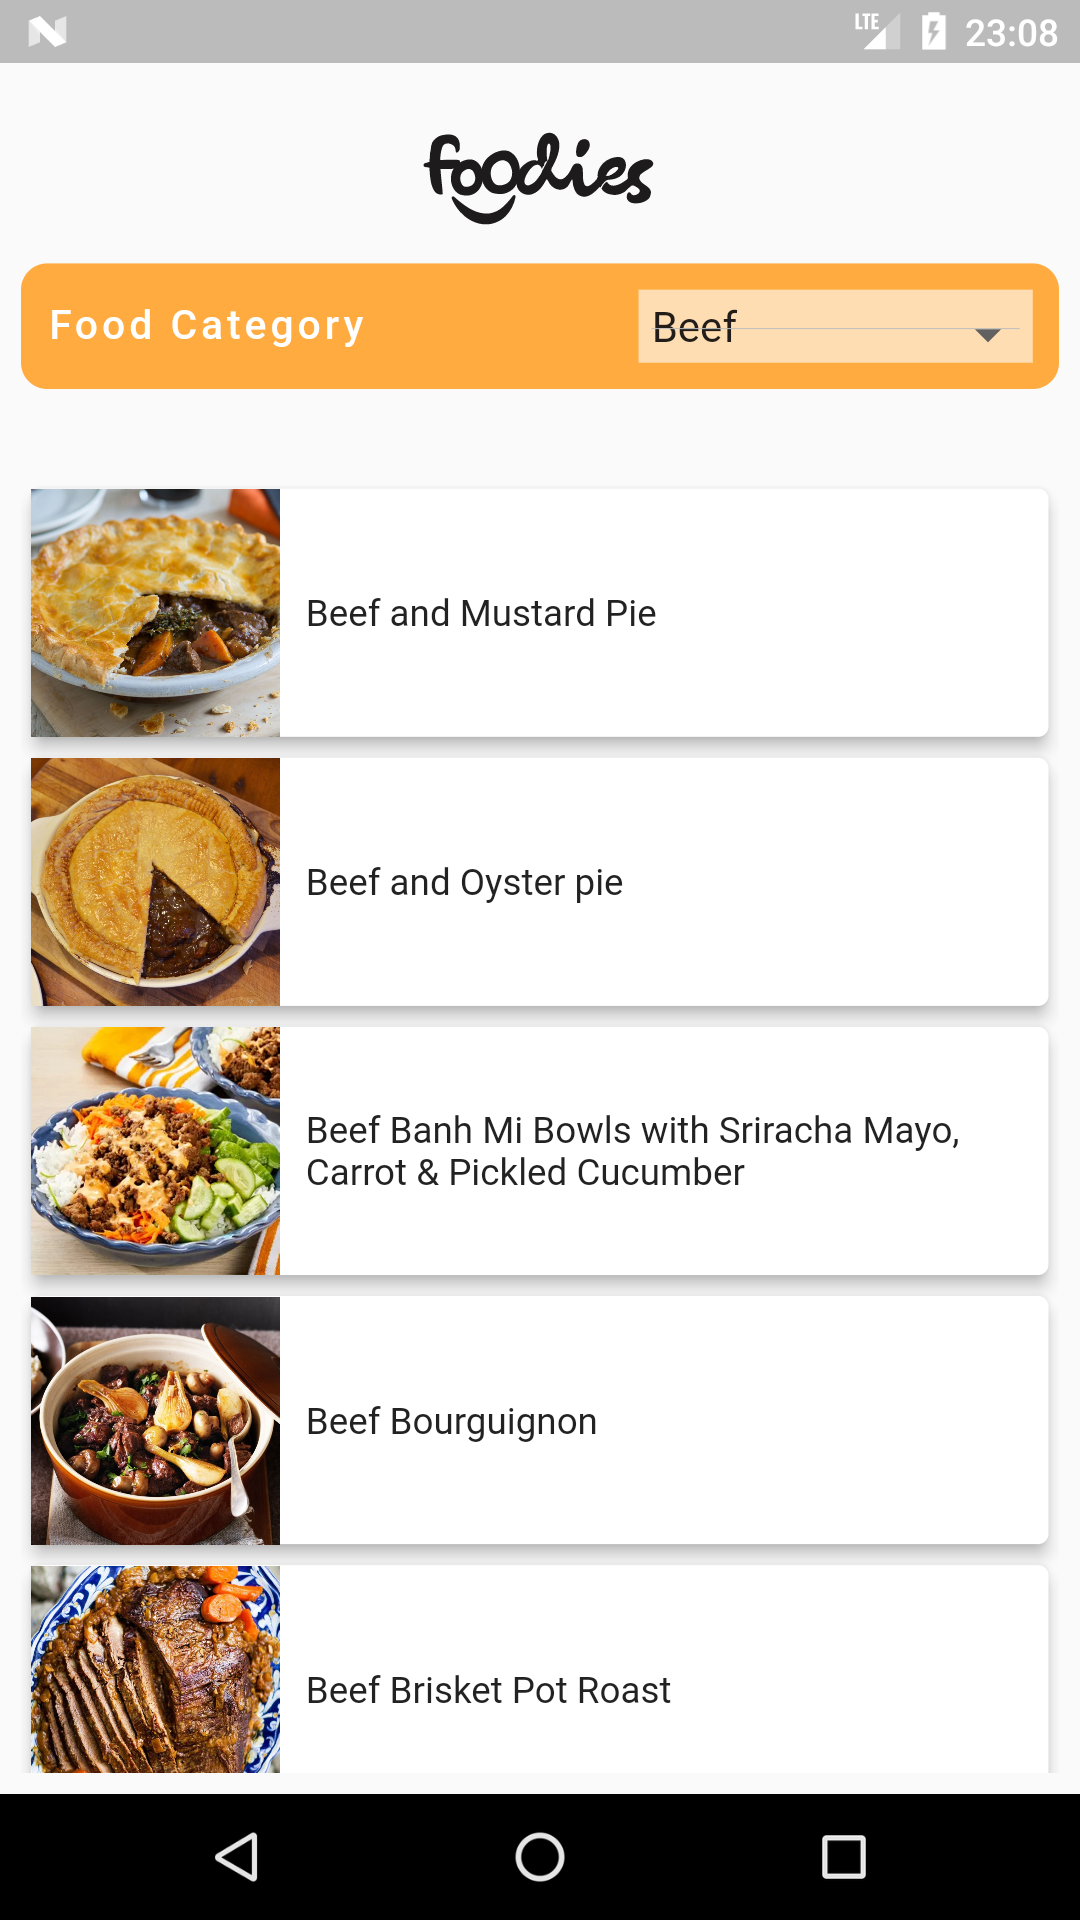 LTE 23:08
foodies
Food Category
Beef
Beef and Mustard Pie
Beef and Oyster pie
Beef Banh Mi Bowls with Sriracha Mayo,
Carrot & Pickled Cucumber
Beef Bourguignon
Beef Brisket Pot Roast